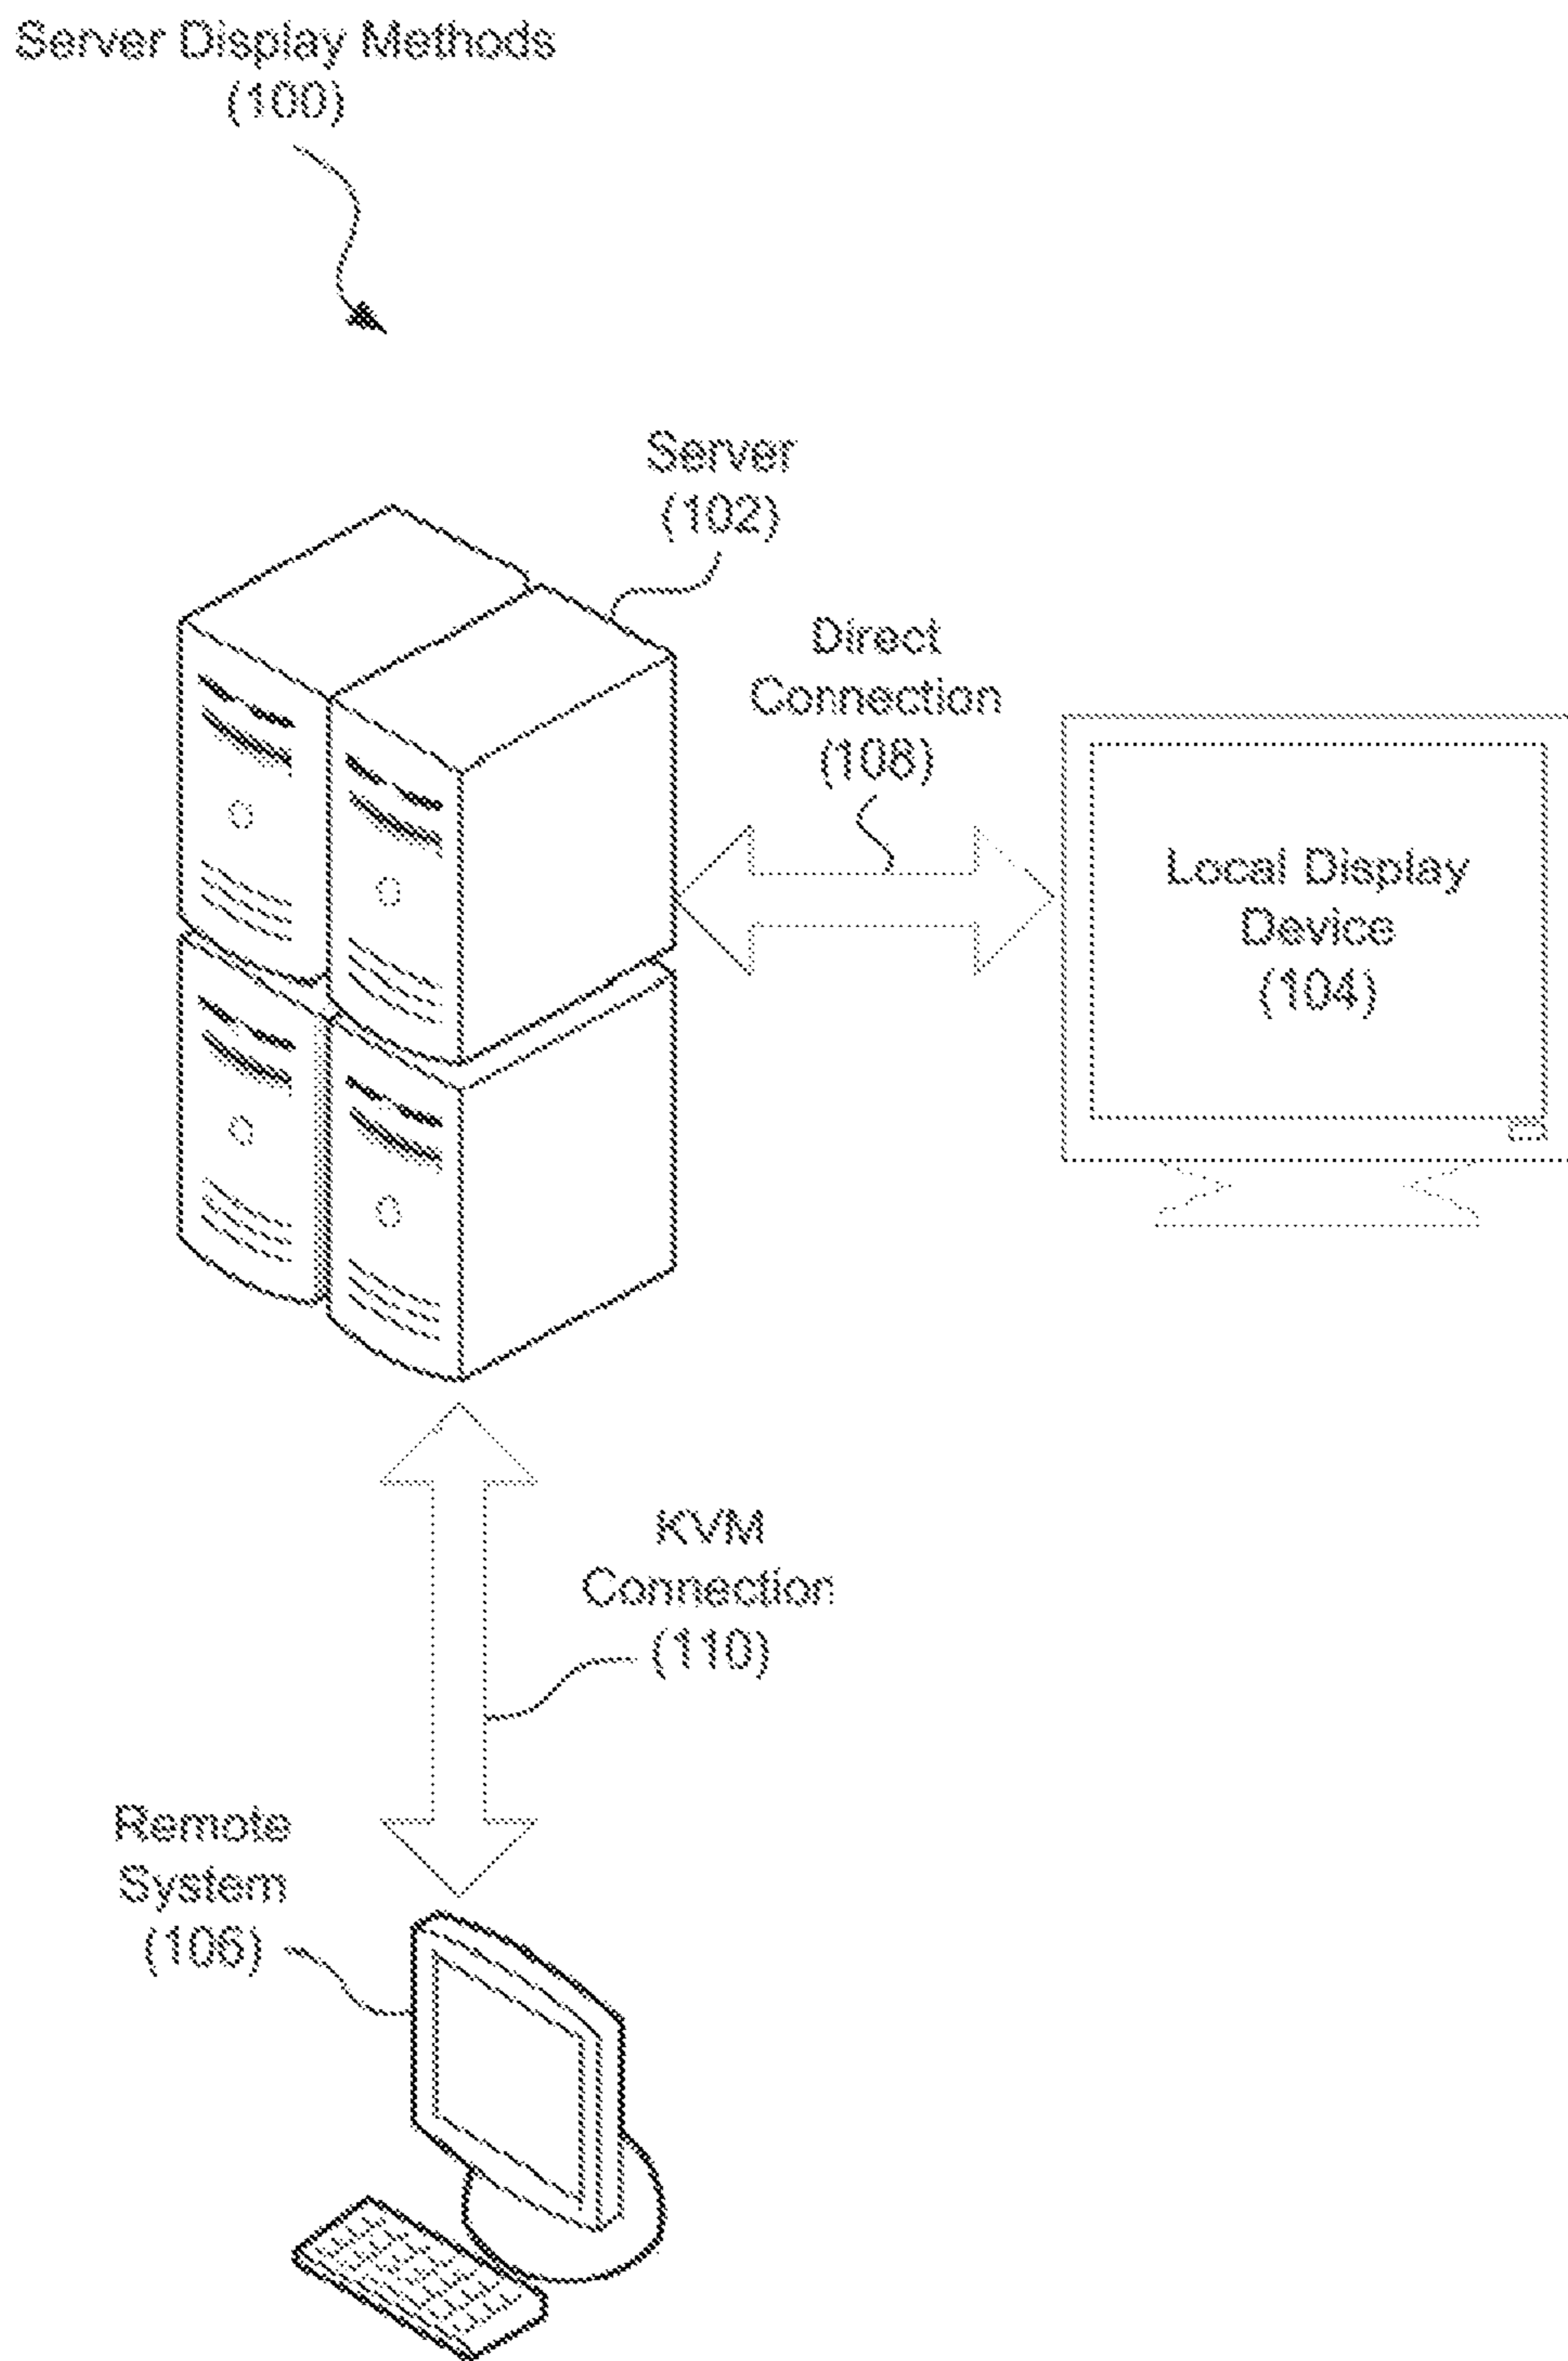 Server Display Methods
(100)
Server
(102)
Direct
Connection
(108)
Local Display
Device
(104)
KVM
Connection
(110)
Remote
System
(106)